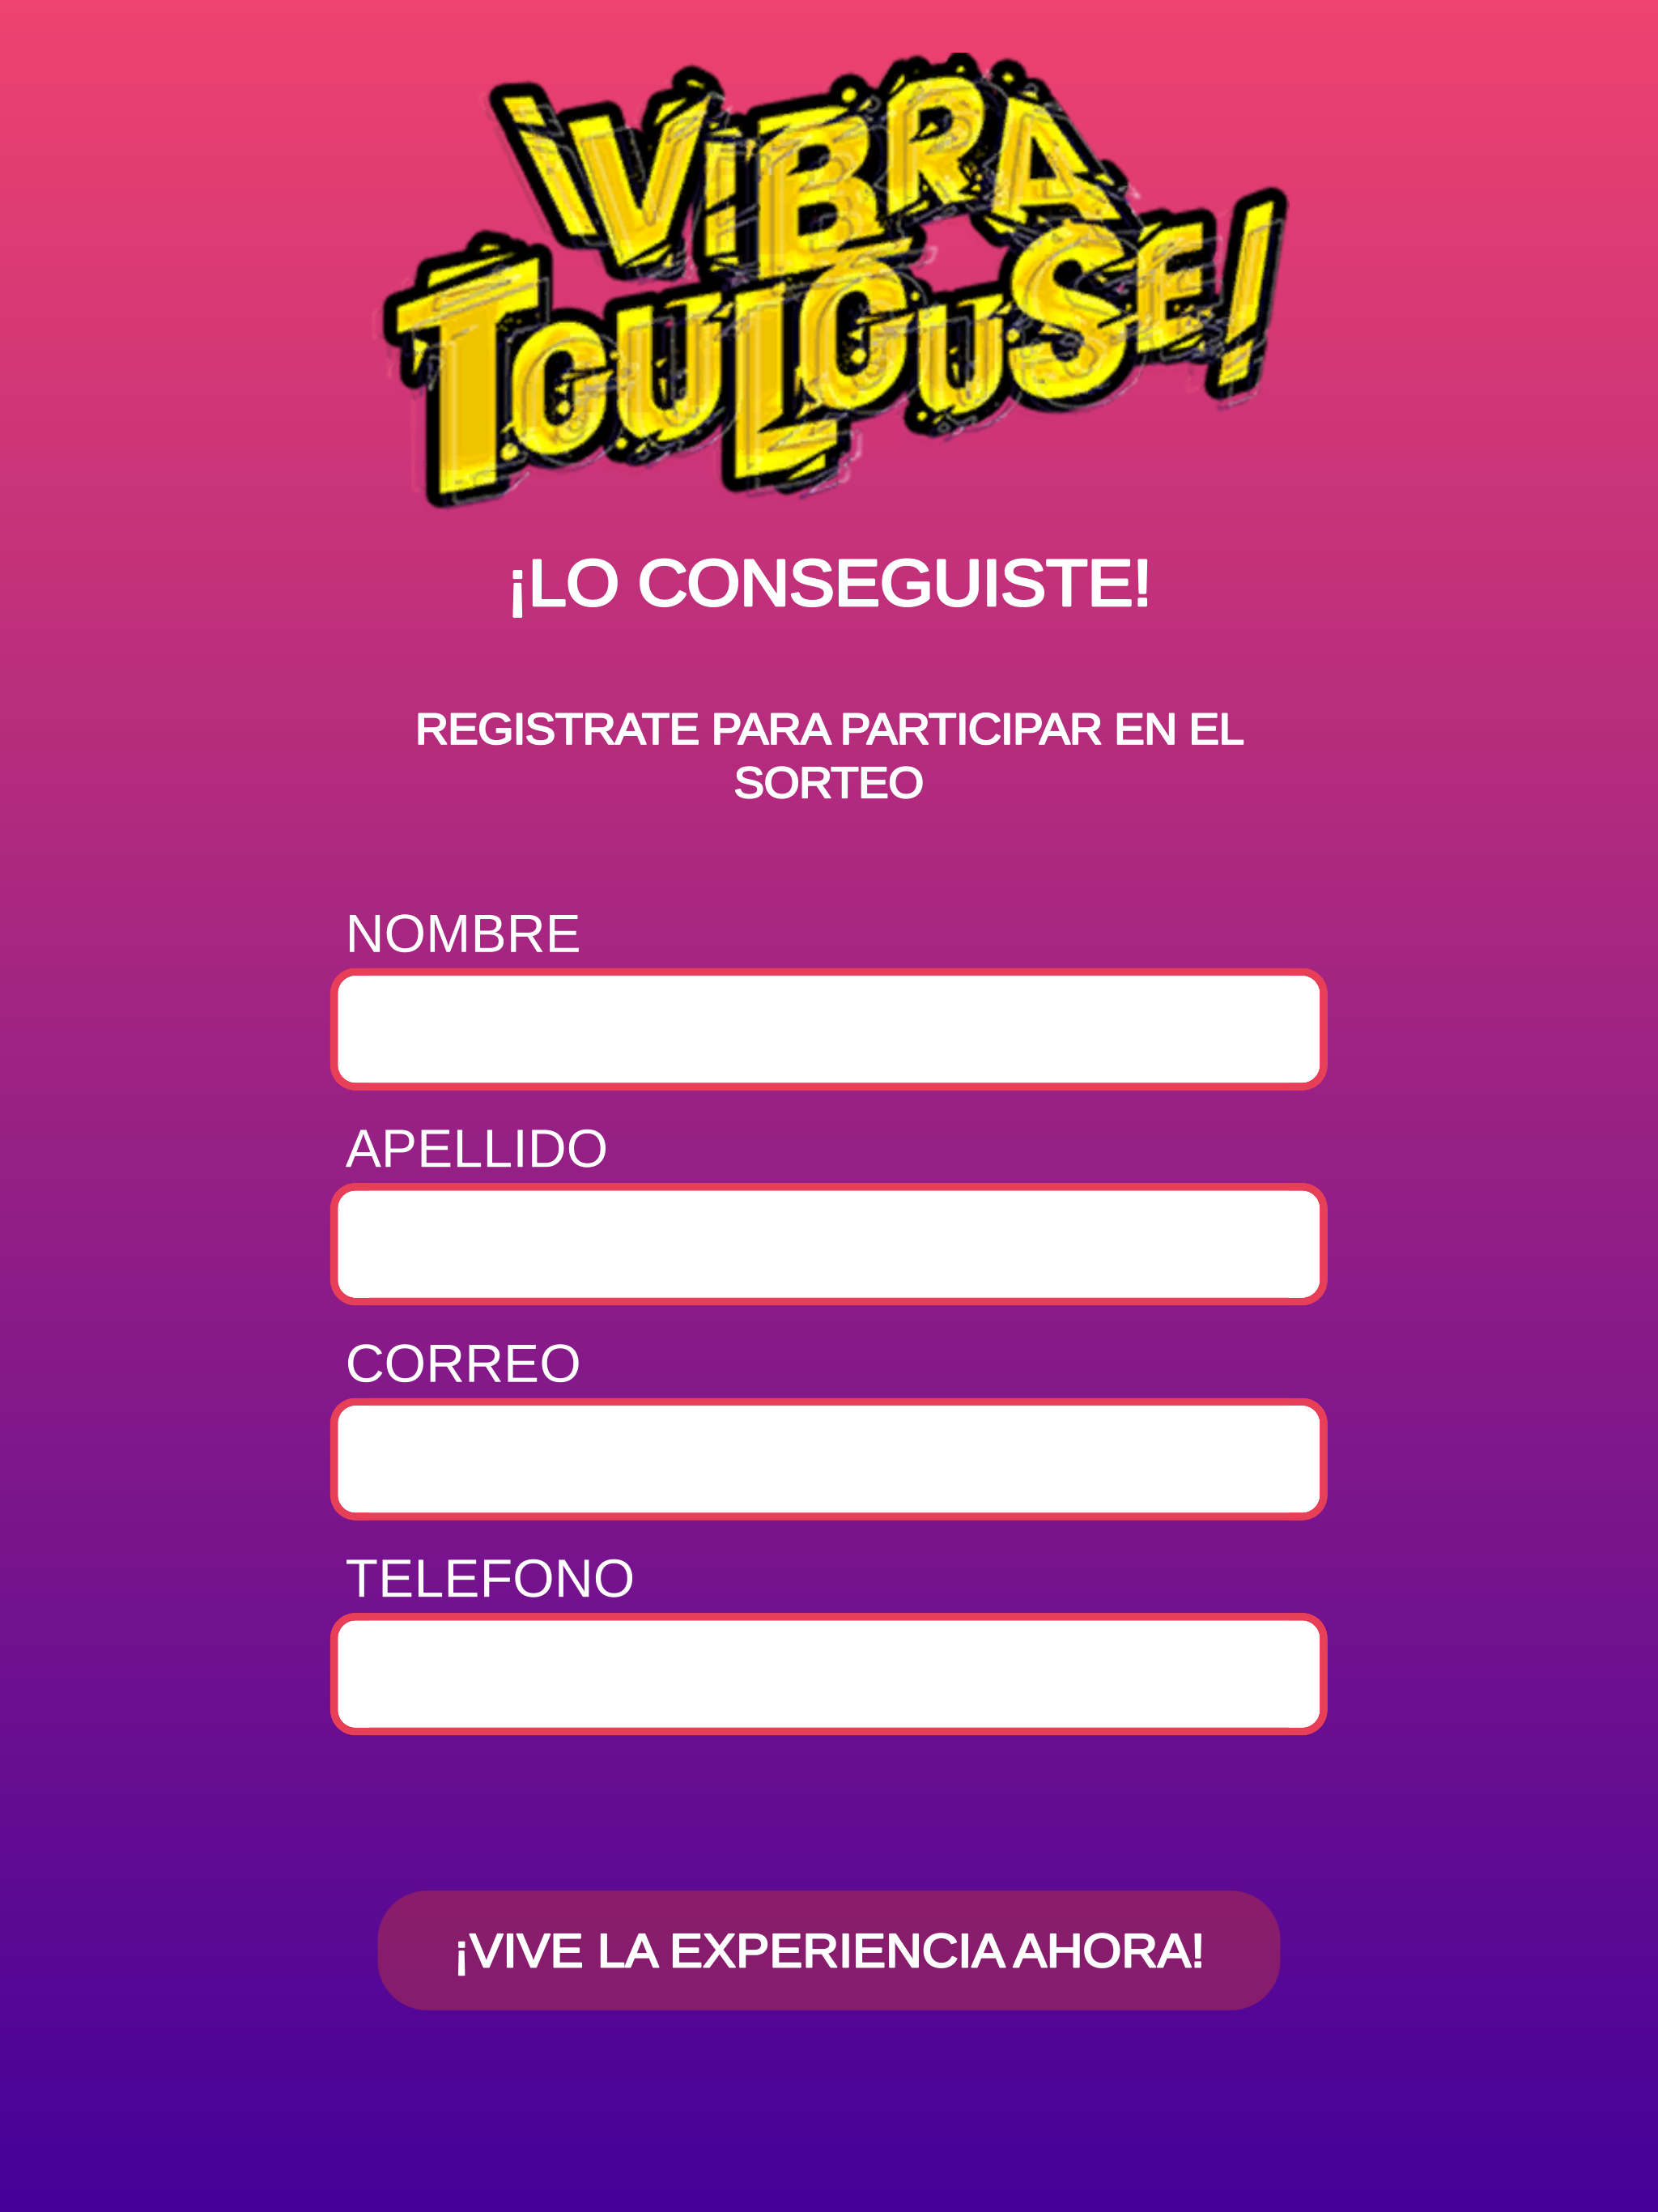 ¡VIBRA
TOULOUSE!
¡LO CONSEGUISTE!
REGISTRATE PARA PARTICIPAR EN EL
SORTEO
NOMBRE
APELLIDO
CORREO
TELEFONO
¡VIVE LA EXPERIENCIA AHORA!